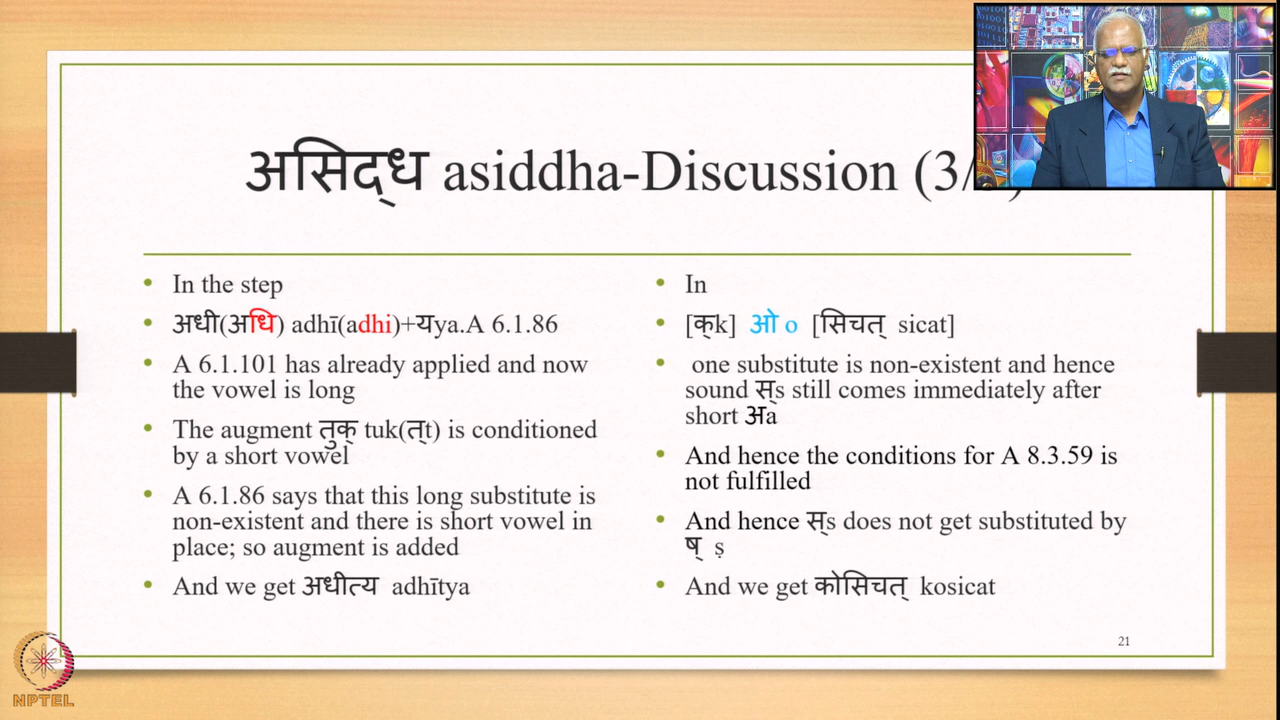 असिद्ध asiddha-Discussion (3/
• In the step
• अधी(अधि) adhī(adhi)+यya.A 6.1.86
• A 6.1.101 has already applied and now
the vowel is long
• The augment तुक् tuk(त्t) is conditioned
by a short vowel
• A 6.1.86 says that this long substitute is
non-existent and there is short vowel in
place; so augment is added
• And we get अधीत्य adhītya
• In
• [क्k] ओ o [सिचत् sicat]
• one substitute is non-existent and hence
sound स्s still comes immediately after
short अa
• And hence the conditions for A 8.3.59 is
not fulfilled
• And hence स्s does not get substituted by
ष् ṣ
• And we get कोसिचत् kosicat
21
NPTEL